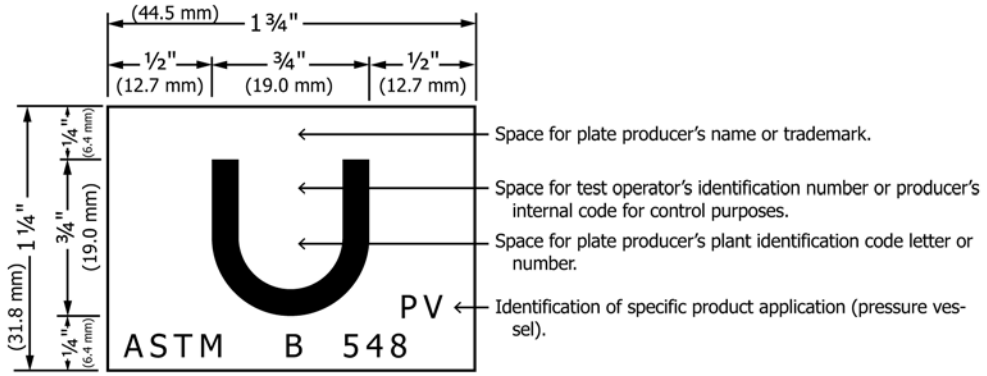 (44.5 mm)
1 ¾"
½" ¾" ½"
(12.7 mm) (19.0 mm) (12.7 mm)
¼"
(6.4 mm)
Space for plate producer's name or trademark.
1 ¼"
(31.8 mm)
¾"
(19.0 mm)
U
Space for test operator's identification number or producer's
internal code for control purposes.
Space for plate producer's plant identification code letter or
number.
PV
Identification of specific product application (pressure ves-
sel).
¼"
(6.4 mm)
ASTM B 548